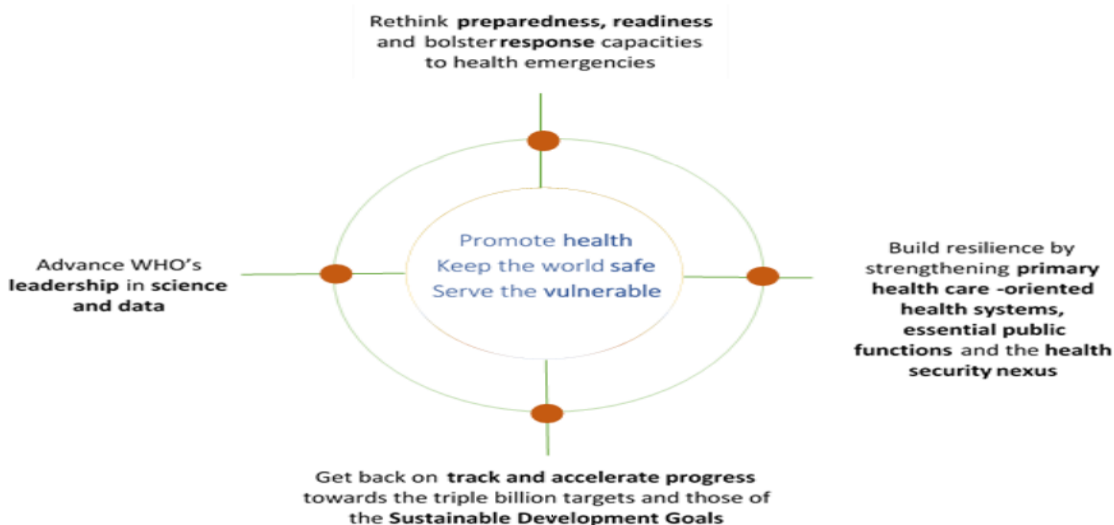 Rethink preparedness, readiness
and bolster response capacities
to health emergencies
Promote health
Keep the world safe
Serve the vulnerable
Advance WHO's
leadership in science
and data
Build resilience by
strengthening primary
health care -oriented
health systems,
essential public
functions and the health
security nexus
Get back on track and accelerate progress
towards the triple billion targets and those of
the Sustainable Development Goals